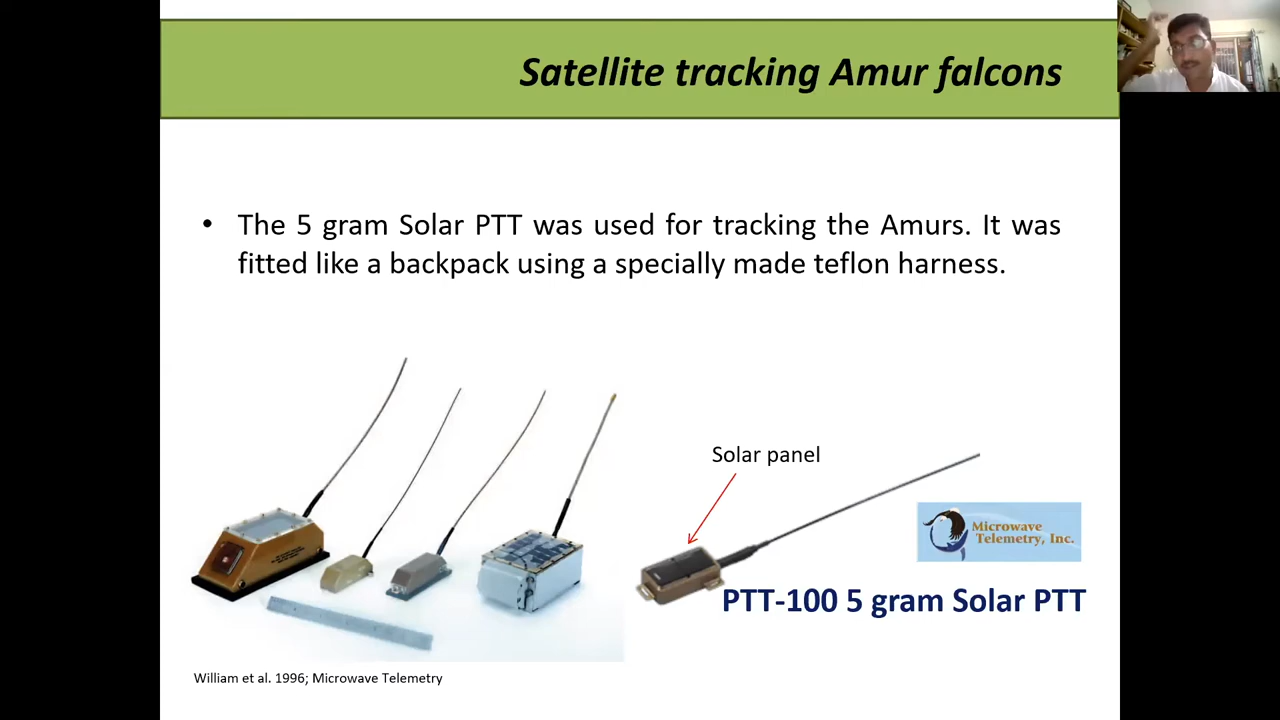 Satellite tracking Amur falcons
• The 5 gram Solar PTT was used for tracking the Amurs. It was
fitted like a backpack using a specially made teflon harness.
Solar panel
Microwave
Telemetry, Inc.
PTT-100 5 gram Solar PTT
William et al. 1996; Microwave Telemetry